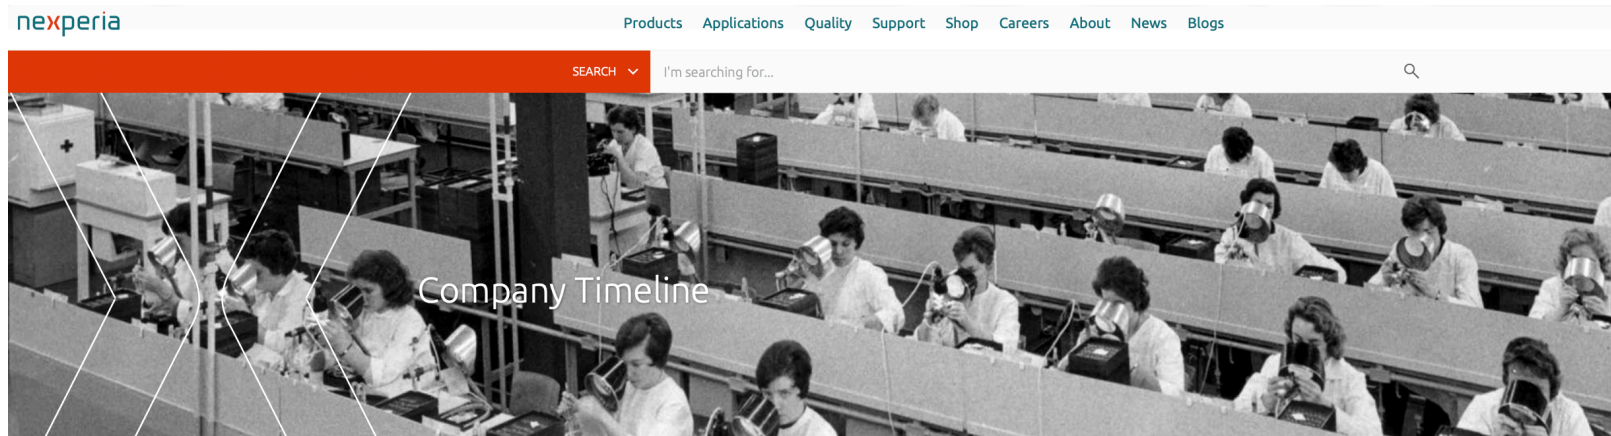 nexperia
Products Applications Quality Support Shop Careers About News Blogs
SEARCH I'm searching for...
Company Timeline